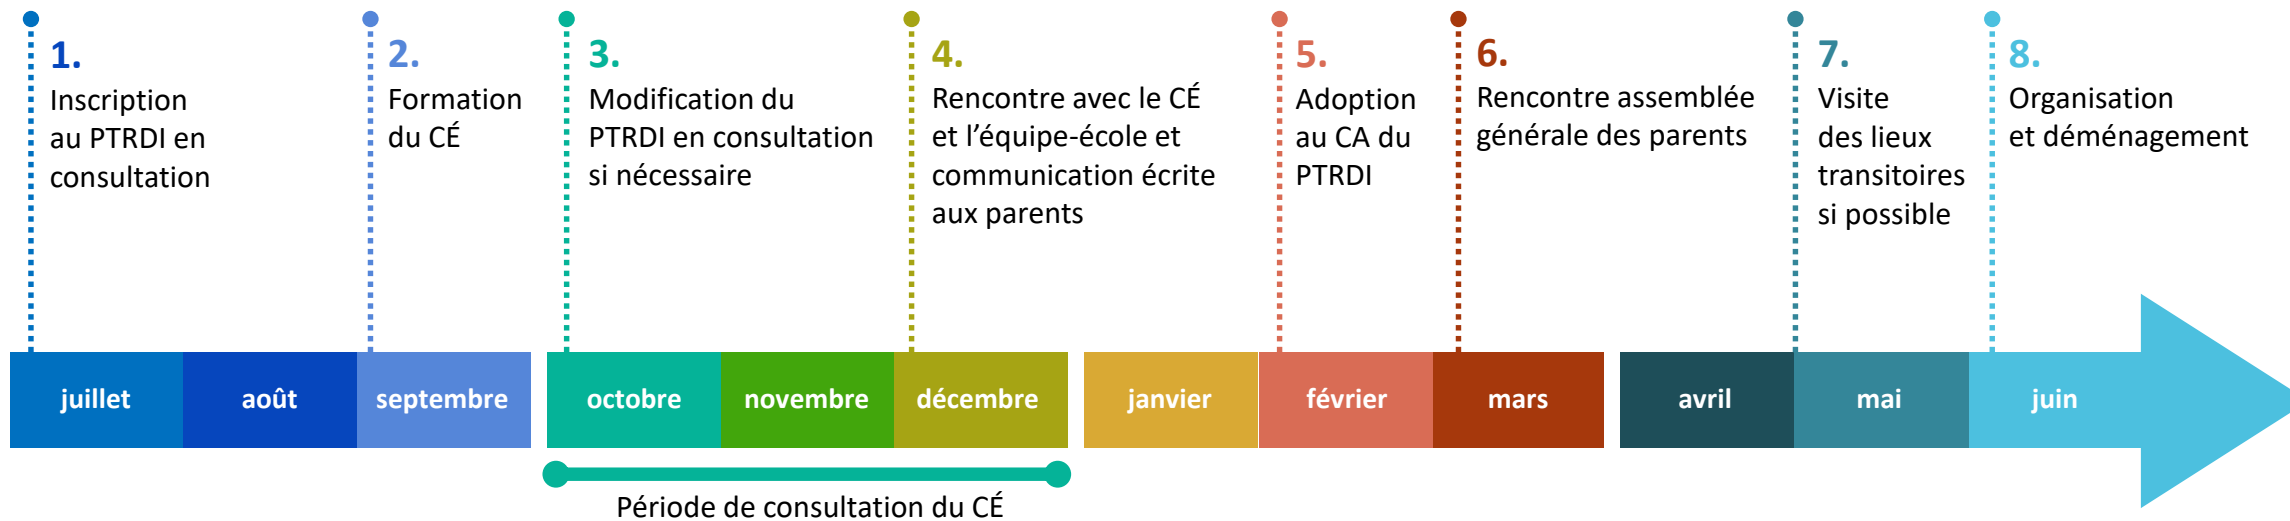 1.
Inscription
au PTRDI en
consultation
2.
Formation
du CÉ
3.
Modification du
PTRDI en consultation
si nécessaire
4.
Rencontre avec le CÉ
et l’équipe-école et
communication écrite
aux parents
5.
Adoption
au CA du
PTRDI
6.
Rencontre assemblée
générale des parents
7.
Visite
des lieux
transitoires
si possible
8.
Organisation
et déménagement
juillet
août
septembre
octobre
novembre
décembre
janvier
février
mars
avril
mai
juin
Période de consultation du CÉ